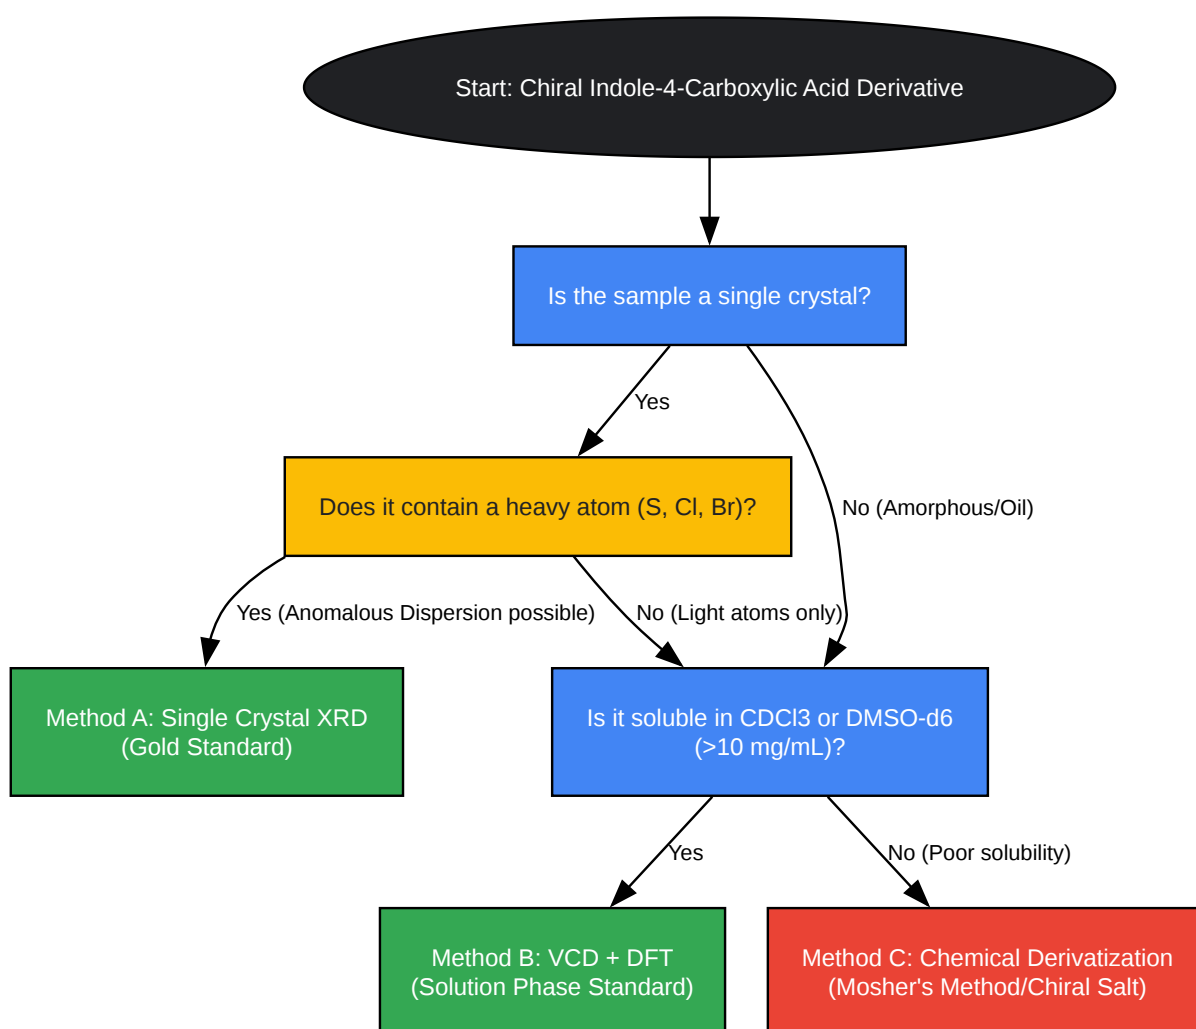 Start: Chiral Indole-4-Carboxylic Acid Derivative
Is the sample a single crystal?
Yes
Does it contain a heavy atom (S, Cl, Br)?
No (Amorphous/Oil)
Yes (Anomalous Dispersion possible)
No (Light atoms only)
Method A: Single Crystal XRD
(Gold Standard)
Is it soluble in CDCl3 or DMSO-d6
(>10 mg/mL)?
Yes
No (Poor solubility)
Method B: VCD + DFT
(Solution Phase Standard)
Method C: Chemical Derivatization
(Mosher's Method/Chiral Salt)